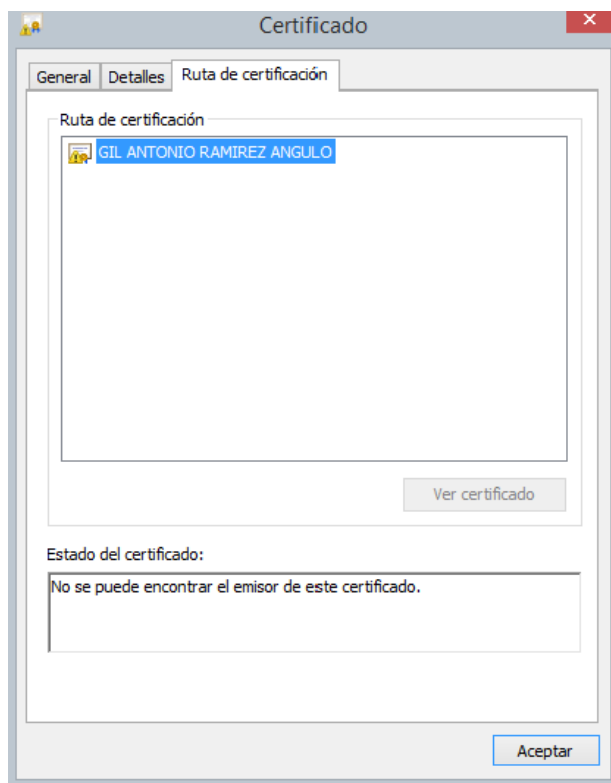 Certificado
General Detalles Ruta de certificación
Ruta de certificación
GIL ANTONIO RAMIREZ ANGULO
Ver certificado
Estado del certificado:
No se puede encontrar el emisor de este certificado.
Aceptar